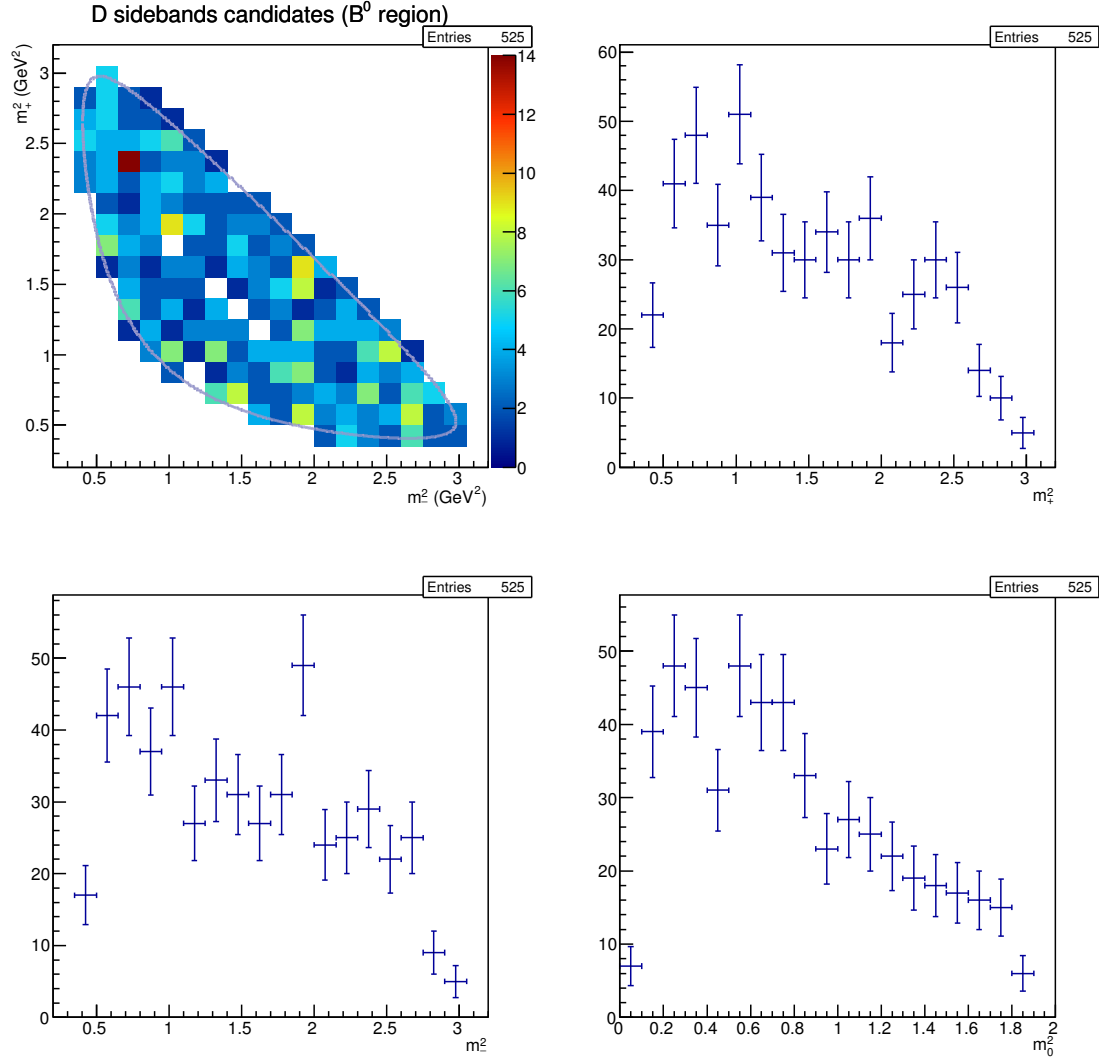 D sidebands candidates (B⁰ region)
Entries 525
m₊² (GeV²)
3
2.5
2
1.5
1
0.5
14
12
10
8
6
4
2
0
0.5 1 1.5 2 2.5 3
m₋² (GeV²)
Entries 525
60
50
40
30
20
10
0
0.5 1 1.5 2 2.5 3
m₊²
Entries 525
50
40
30
20
10
0
0.5 1 1.5 2 2.5 3
m₋²
Entries 525
50
40
30
20
10
0
0 0.2 0.4 0.6 0.8 1 1.2 1.4 1.6 1.8 2
m₀²